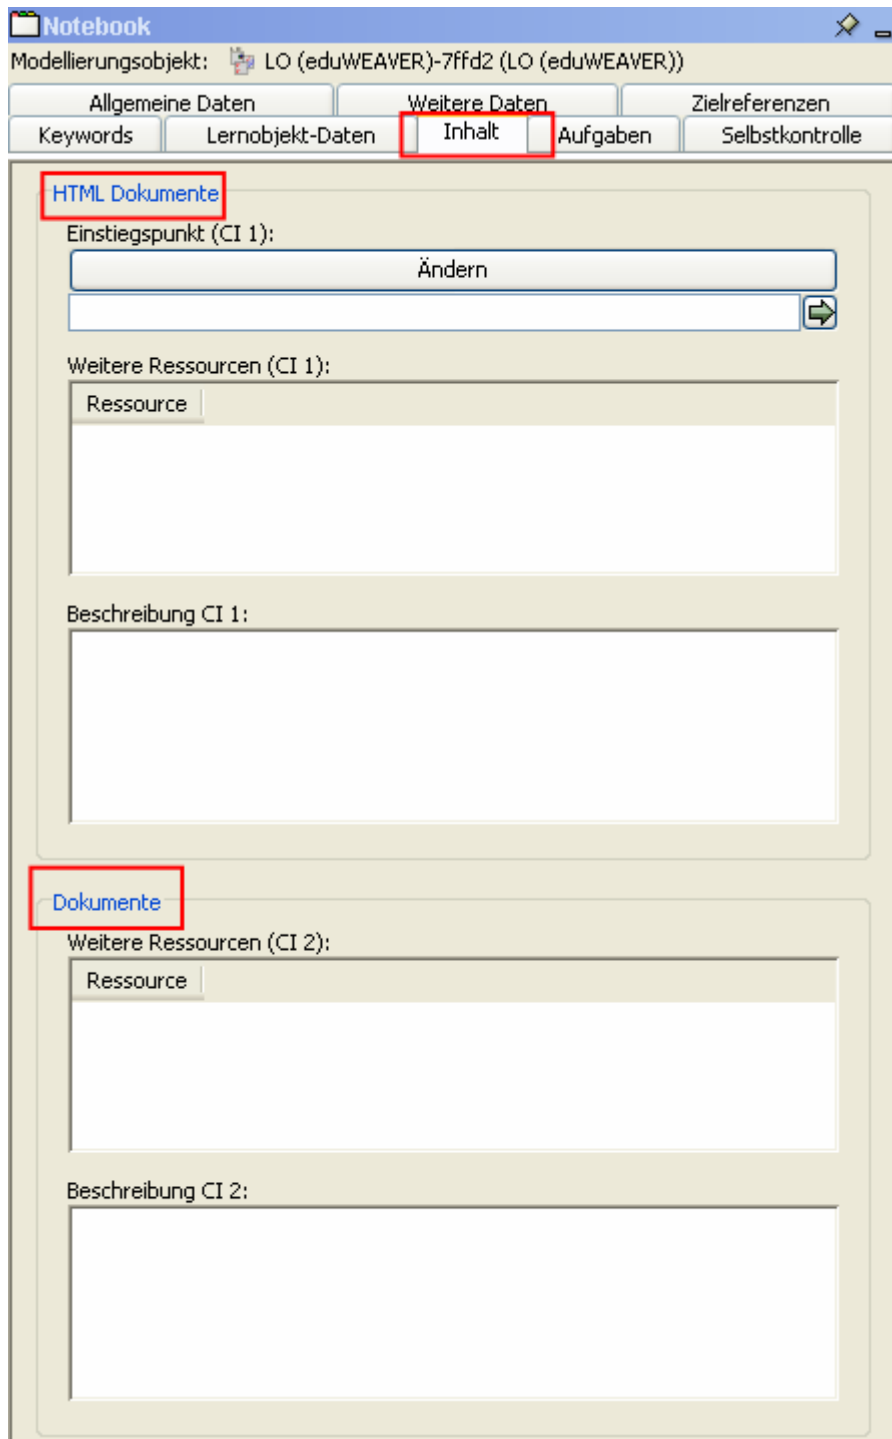 Notebook
Modellierungsobjekt: LO (eduWEAVER)-7ffd2 (LO (eduWEAVER))
Allgemeine Daten Weitere Daten Zielreferenzen
Keywords Lernobjekt-Daten Inhalt Aufgaben Selbstkontrolle
HTML Dokumente
Einstiegspunkt (CI 1):
Ändern
Weitere Ressourcen (CI 1):
Ressource
Beschreibung CI 1:
Dokumente
Weitere Ressourcen (CI 2):
Ressource
Beschreibung CI 2: